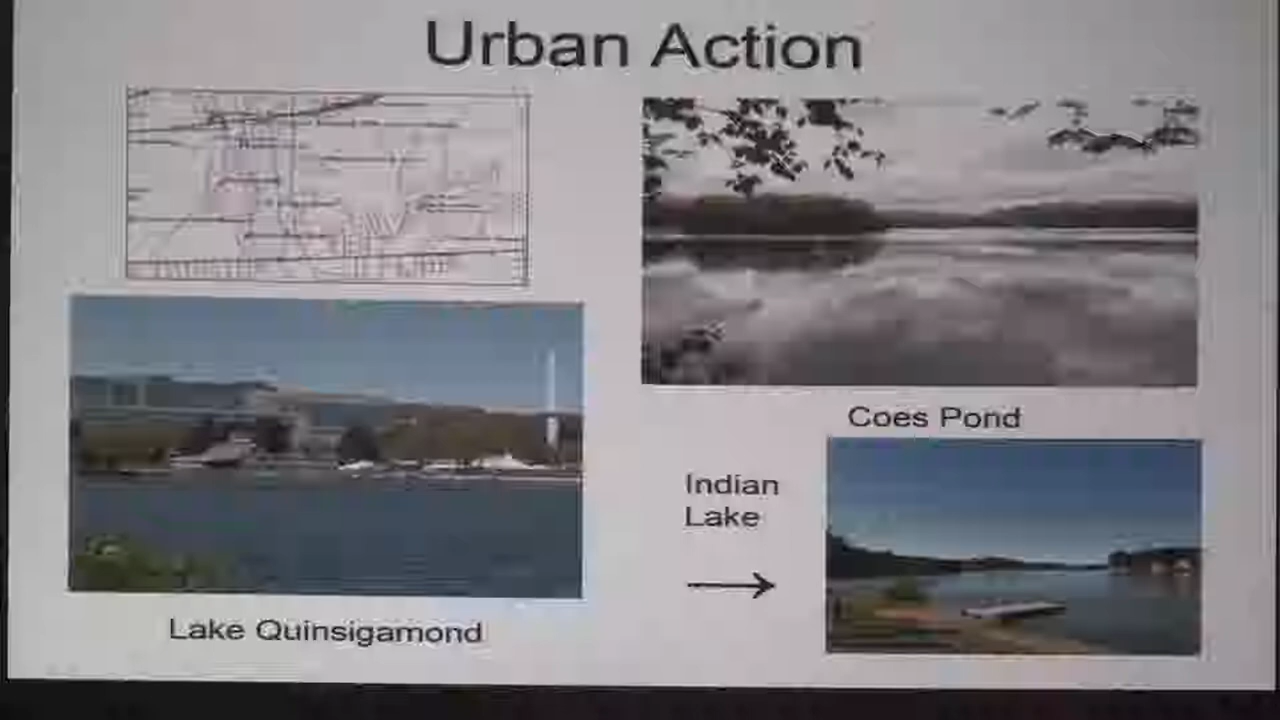 Urban Action
Coes Pond
Indian
Lake
Lake Quinsigamond